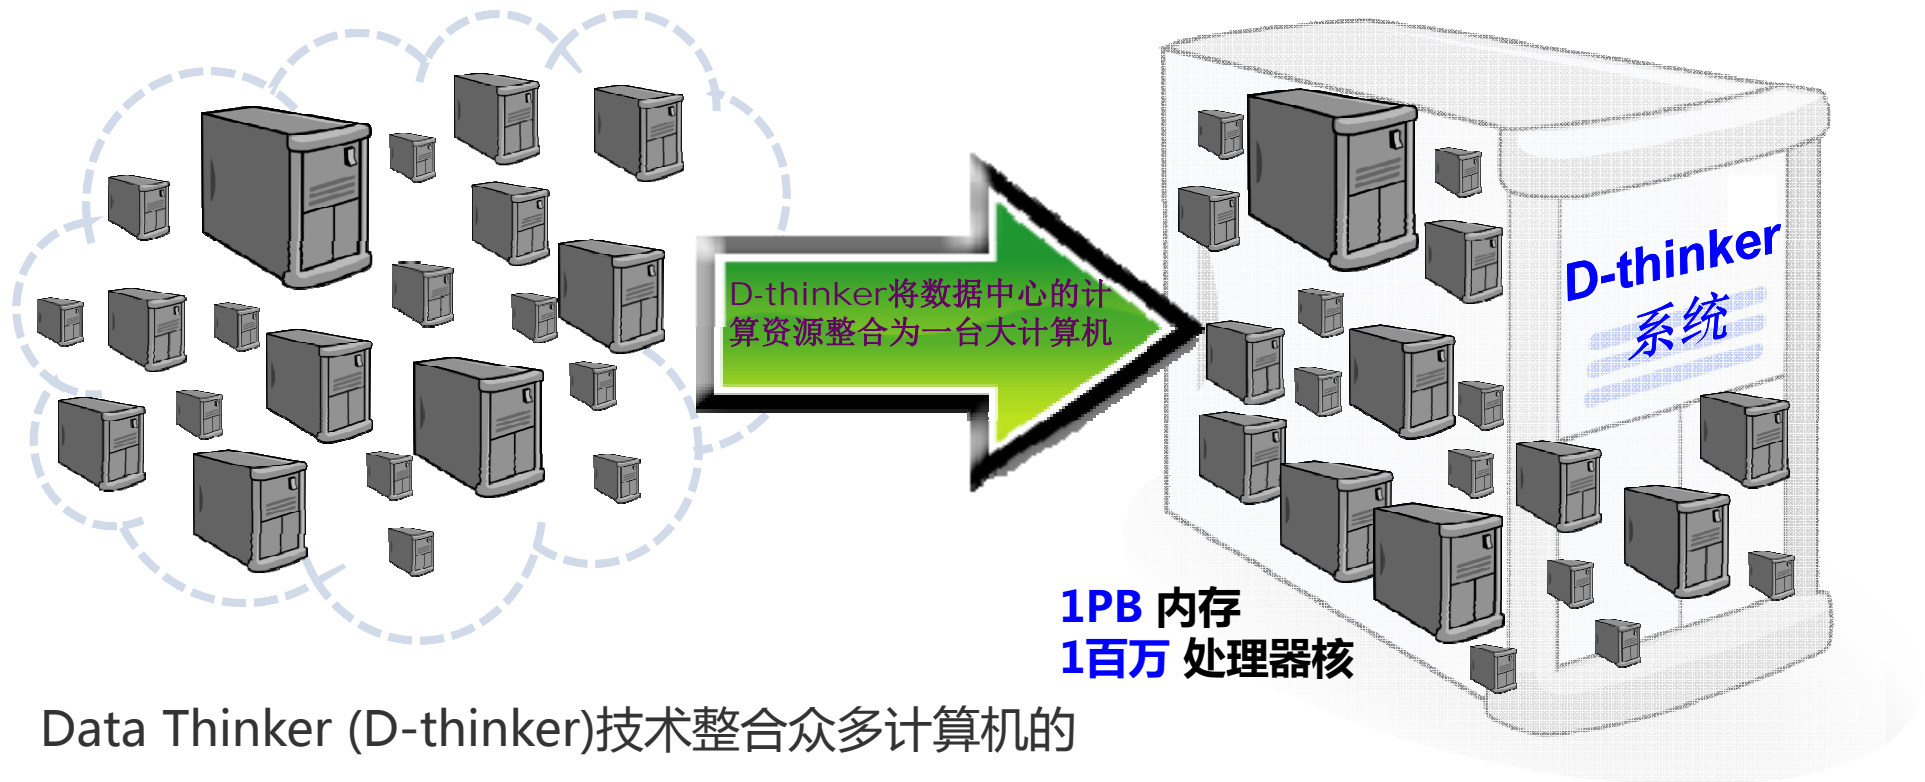 D-thinker将数据中心的计
算资源整合为一台大计算机
D-thinker
系统
1PB 内存
1百万 处理器核
Data Thinker (D-thinker)技术整合众多计算机的